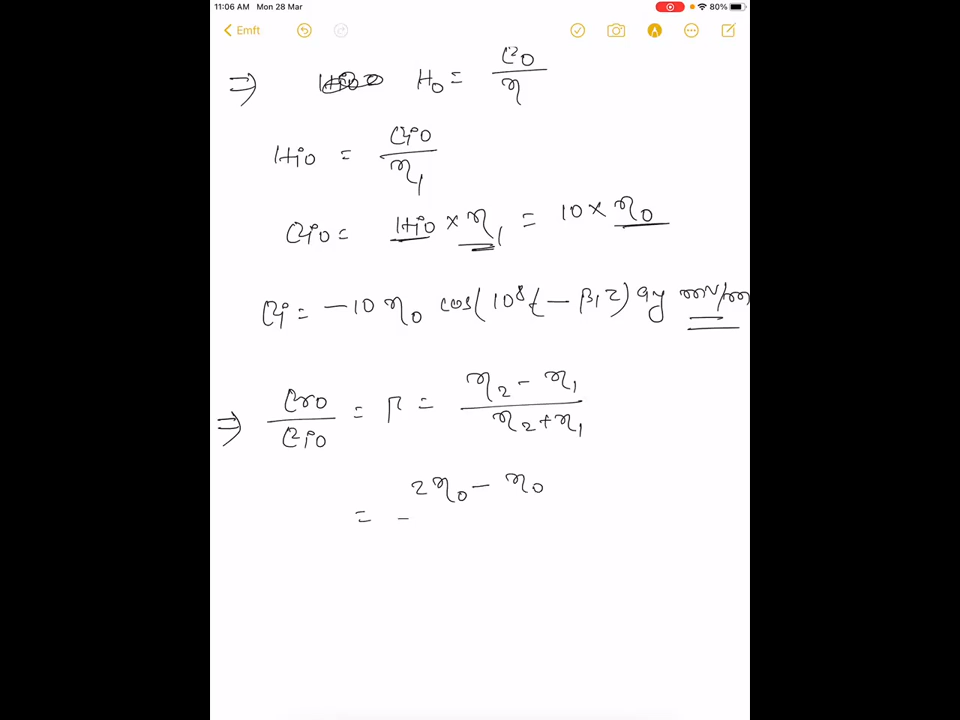 11:06 AM Mon 28 Mar 80%
Emft
⇒ H₀ = E₀/η
Hi₀ = Ei₀/η₁
Ei₀ = Hi₀ × η₁ = 10 × η₀
Ei = −10 η₀ cos(10⁸t − β₁z) ay mV/m
⇒ Er₀/Ei₀ = Γ = η₂ − η₁/η₂ + η₁
= 2η₀ − η₀